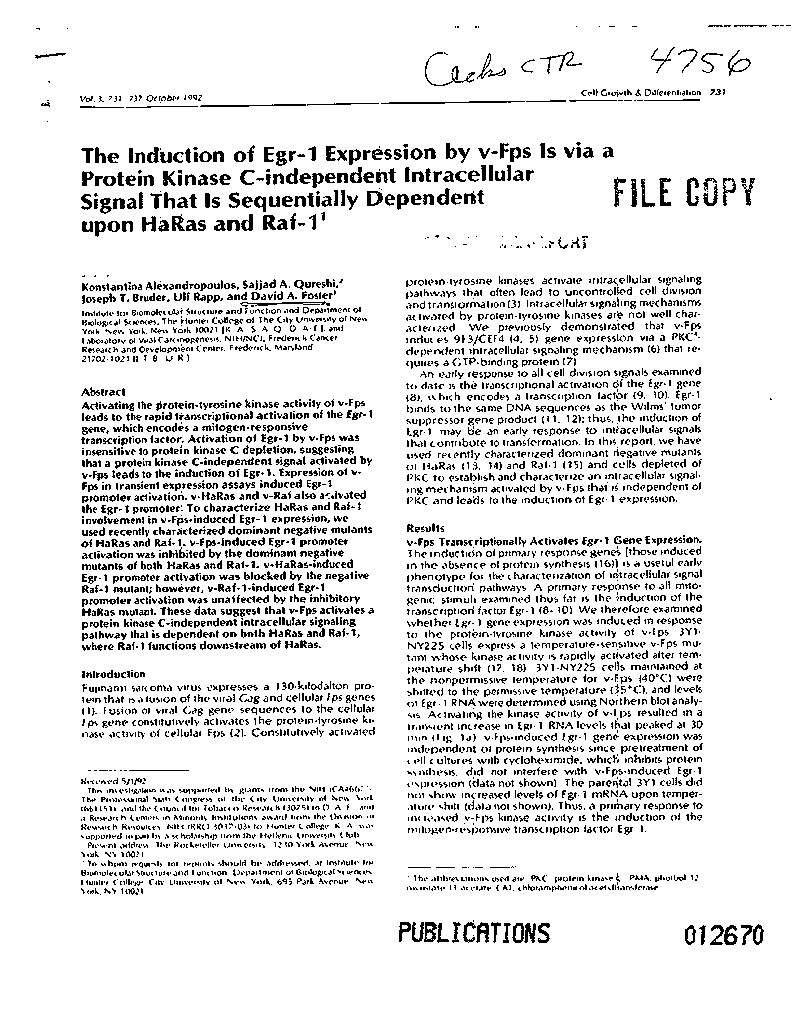 CTR 4756
Vol. 3, 731-737 October 1992
Cell Growth & Differentiation 731
The Induction of Egr-1 Expression by v-Fps Is via a
Protein Kinase C-independent Intracellular
Signal That Is Sequentially Dependent
upon HaRas and Raf-1¹
FILE COPY
Konstantina Alexandropoulos, Sajjad A. Qureshi,²
Joseph T. Bruder, Ulf Rapp, and David A. Foster³
Institute for Biomolecular Structure and Function and Department of
Biological Sciences, The Hunter College of The City University of New
York, New York, New York 10021 [K. A., S. A. Q., D. A. F.], and
Laboratory of Viral Carcinogenesis, NIH/NCI, Frederick Cancer
Research and Development Center, Frederick, Maryland
21702-1021 [J. T. B., U. R.]
Abstract
Activating the protein-tyrosine kinase activity of v-Fps
leads to the rapid transcriptional activation of the Egr-1
gene, which encodes a mitogen-responsive
transcription factor. Activation of Egr-1 by v-Fps was
insensitive to protein kinase C depletion, suggesting
that a protein kinase C-independent signal activated by
v-Fps leads to the induction of Egr-1. Expression of v-
Fps in transient expression assays induced Egr-1
promoter activation. v-HaRas and v-Raf also activated
the Egr-1 promoter. To characterize HaRas and Raf-1
involvement in v-Fps-induced Egr-1 expression, we
used recently characterized dominant negative mutants
of HaRas and Raf-1. v-Fps-induced Egr-1 promoter
activation was inhibited by the dominant negative
mutants of both HaRas and Raf-1. v-HaRas-induced
Egr-1 promoter activation was blocked by the negative
Raf-1 mutant; however, v-Raf-1-induced Egr-1
promoter activation was unaffected by the inhibitory
HaRas mutant. These data suggest that v-Fps activates a
protein kinase C-independent intracellular signaling
pathway that is dependent on both HaRas and Raf-1,
where Raf-1 functions downstream of HaRas.
Introduction
Fujinami sarcoma virus expresses a 130-kilodalton pro-
tein that is a fusion of the viral Gag and cellular fps genes
(1). Fusion of viral Gag gene sequences to the cellular
fps gene constitutively activates the protein-tyrosine ki-
nase activity of cellular Fps (2). Constitutively activated
Received 5/1/92
This investigation was supported by grants from the NIH
The Professional Staff Congress of the City University of New York
and the Council for Tobacco Research (3075) to D. A. F., and
a Research Centers in Minority Institutions award from the Division of
Research Resources, NIH (RR03037-03) to Hunter College. K. A. was
supported in part by a scholarship from the Hellenic University Club.
Present address: The Rockefeller University, 1230 York Avenue, New
York, NY 10021
To whom requests for reprints should be addressed, at Institute for
Biomolecular Structure and Function, Department of Biological Sciences,
Hunter College, City University of New York, 695 Park Avenue, New
York, NY 10021
protein-tyrosine kinases activate intracellular signaling
pathways that often lead to uncontrolled cell division
and transformation (3). Intracellular signaling mechanisms
activated by protein-tyrosine kinases are not well char-
acterized. We previously demonstrated that v-Fps
induces 9E3/CEF4 (4, 5) gene expression via a PKC⁴-
dependent intracellular signaling mechanism (6) that re-
quires a GTP-binding protein (7).
An early response to all cell division signals examined
to date is the transcriptional activation of the Egr-1 gene
(8), which encodes a transcription factor (9, 10). Egr-1
binds to the same DNA sequences as the Wilms' tumor
suppressor gene product (11, 12); thus, the induction of
Egr-1 may be an early response to intracellular signals
that contribute to transformation. In this report, we have
used recently characterized dominant negative mutants
of HaRas (13, 14) and Raf-1 (15) and cells depleted of
PKC to establish and characterize an intracellular signal-
ing mechanism activated by v-Fps that is independent of
PKC and leads to the induction of Egr-1 expression.
Results
v-Fps Transcriptionally Activates Egr-1 Gene Expression.
The induction of primary response genes [those induced
in the absence of protein synthesis (16)] is a useful early
phenotype for the characterization of intracellular signal
transduction pathways. A primary response to all mito-
genic stimuli examined thus far is the induction of the
transcription factor Egr-1 (8-10). We therefore examined
whether Egr-1 gene expression was induced in response
to the protein-tyrosine kinase activity of v-Fps. 3Y1-
NY225 cells express a temperature-sensitive v-Fps mu-
tant whose kinase activity is rapidly activated after tem-
perature shift (17, 18). 3Y1-NY225 cells maintained at
the nonpermissive temperature for v-Fps (40°C) were
shifted to the permissive temperature (35°C), and levels
of Egr-1 RNA were determined using Northern blot analy-
sis. Activating the kinase activity of v-Fps resulted in a
transient increase in Egr-1 RNA levels that peaked at 30
min (Fig. 1a). v-Fps-induced Egr-1 gene expression was
independent of protein synthesis since pretreatment of
cell cultures with cycloheximide, which inhibits protein
synthesis, did not interfere with v-Fps-induced Egr-1
expression (data not shown). The parental 3Y1 cells did
not show increased levels of Egr-1 mRNA upon temper-
ature shift (data not shown). Thus, a primary response to
increased v-Fps kinase activity is the induction of the
mitogen-responsive transcription factor Egr-1.
The abbreviations used are: PKC, protein kinase C; PMA, phorbol 12-
myristate 13-acetate; CAT, chloramphenicol acetyltransferase
PUBLICATIONS
012670